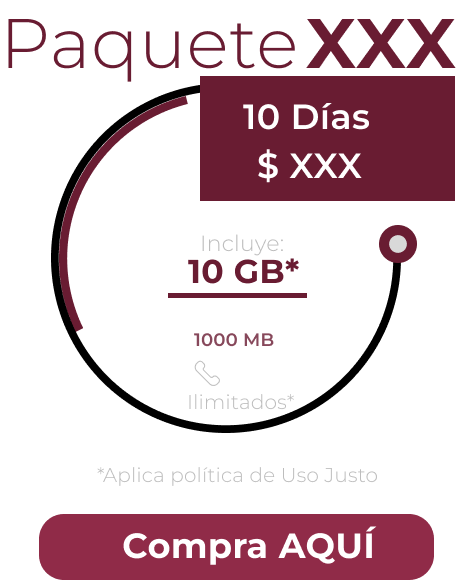 Paquete XXX
10 Días
$ XXX
Incluye:
10 GB*
1000 MB
Ilimitados*
*Aplica política de Uso Justo
Compra AQUÍ